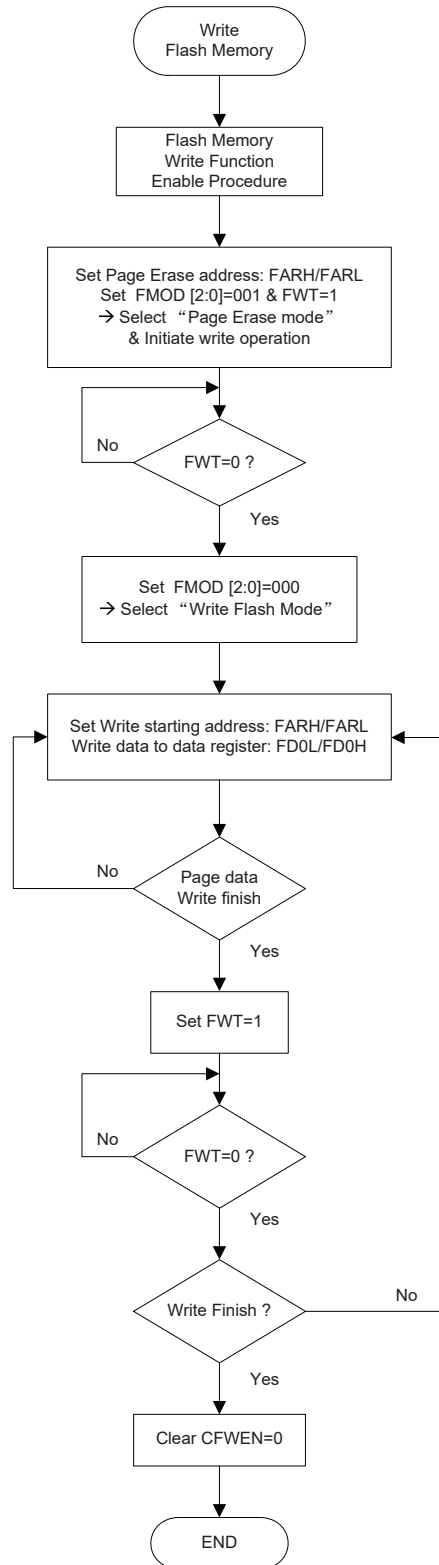 Write
Flash Memory
Flash Memory
Write Function
Enable Procedure
Set Page Erase address: FARH/FARL
Set FMOD [2:0]=001 & FWT=1
→ Select “Page Erase mode”
& Initiate write operation
No
FWT=0 ?
Yes
Set FMOD [2:0]=000
→ Select “Write Flash Mode”
Set Write starting address: FARH/FARL
Write data to data register: FD0L/FD0H
No
Page data
Write finish
Yes
Set FWT=1
No
FWT=0 ?
Yes
Write Finish ?
No
Yes
Clear CFWEN=0
END